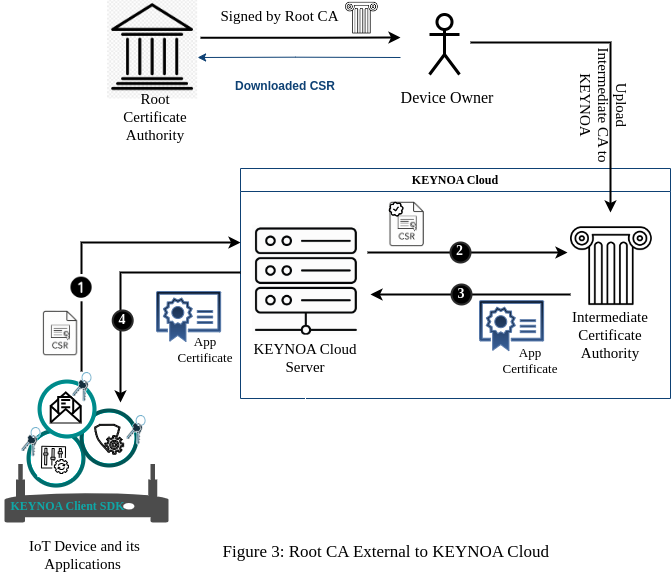 Signed by Root CA
Downloaded CSR
Root
Certificate
Authority
Device Owner
Upload
Intermediate CA to
KEYNOA
KEYNOA Cloud
CSR
2
3
Intermediate
Certificate
Authority
KEYNOA Cloud
Server
App
Certificate
1
4
CSR
App
Certificate
KEYNOA Client SDK
IoT Device and its
Applications
Figure 3: Root CA External to KEYNOA Cloud